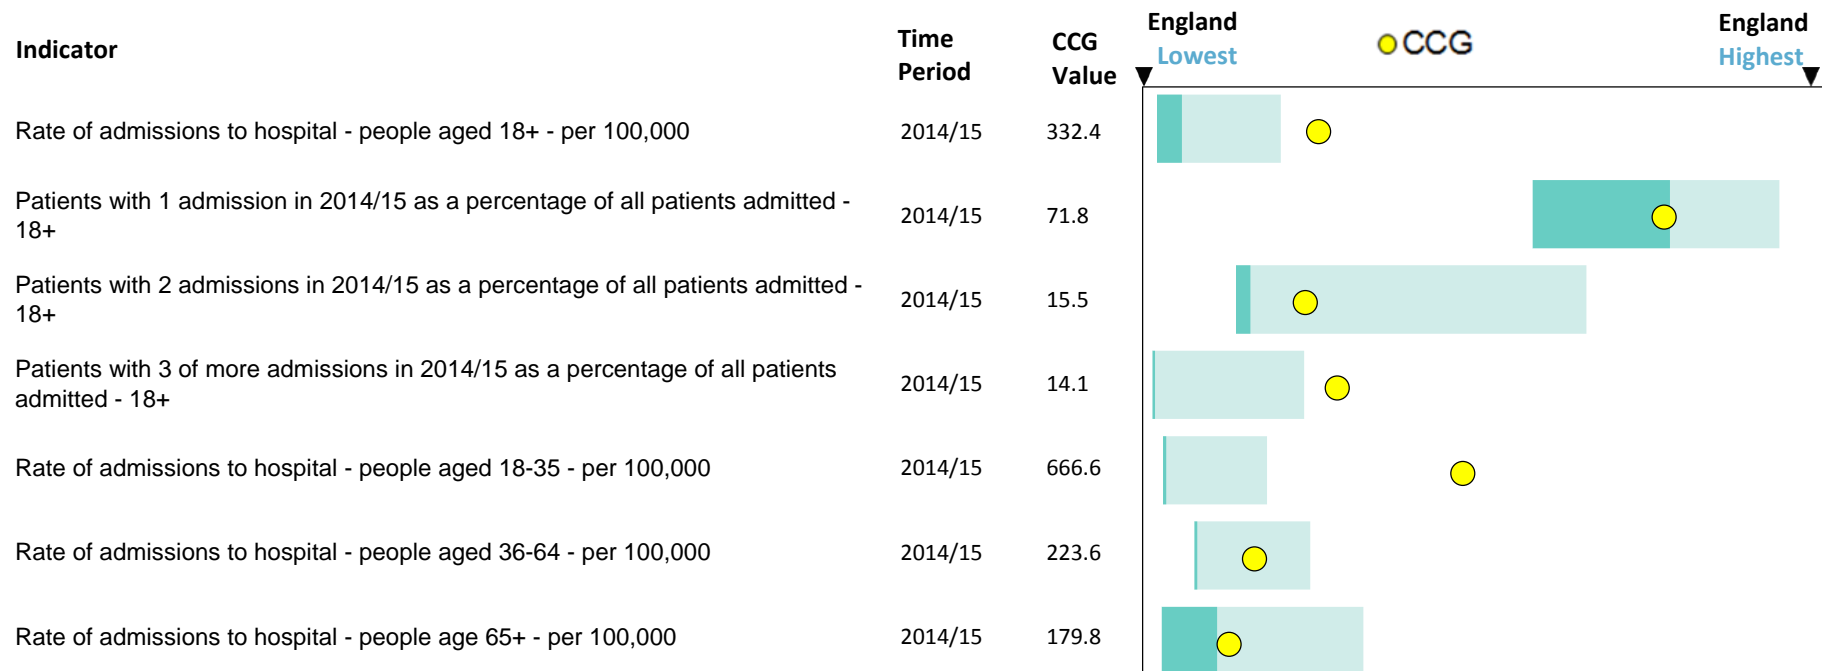 Indicator
Time Period
CCG Value
England Lowest
CCG
England Highest
Rate of admissions to hospital - people aged 18+ - per 100,000 2014/15 332.4
Patients with 1 admission in 2014/15 as a percentage of all patients admitted -
18+
2014/15 71.8
Patients with 2 admissions in 2014/15 as a percentage of all patients admitted -
18+
2014/15 15.5
Patients with 3 of more admissions in 2014/15 as a percentage of all patients
admitted - 18+
2014/15 14.1
Rate of admissions to hospital - people aged 18-35 - per 100,000 2014/15 666.6
Rate of admissions to hospital - people aged 36-64 - per 100,000 2014/15 223.6
Rate of admissions to hospital - people age 65+ - per 100,000 2014/15 179.8